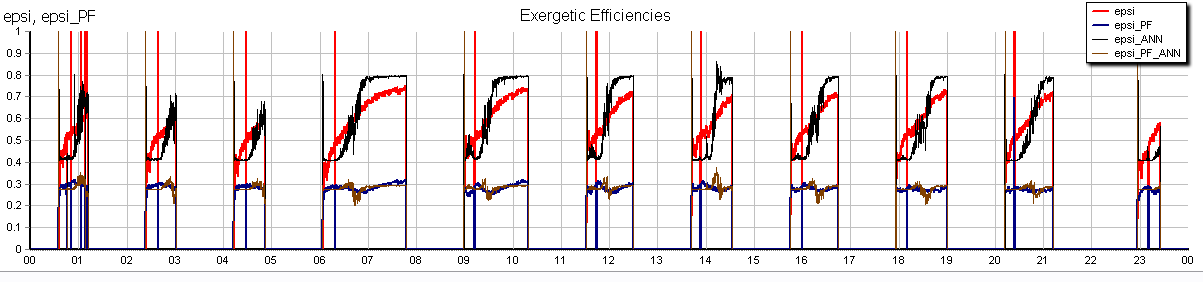 Exergetic Efficiencies
epsi, epsi_PF
epsi
epsi_PF
epsi_ANN
epsi_PF_ANN
1
0.9
0.8
0.7
0.6
0.5
0.4
0.3
0.2
0.1
0
00 01 02 03 04 05 06 07 08 09 10 11 12 13 14 15 16 17 18 19 20 21 22 23 00